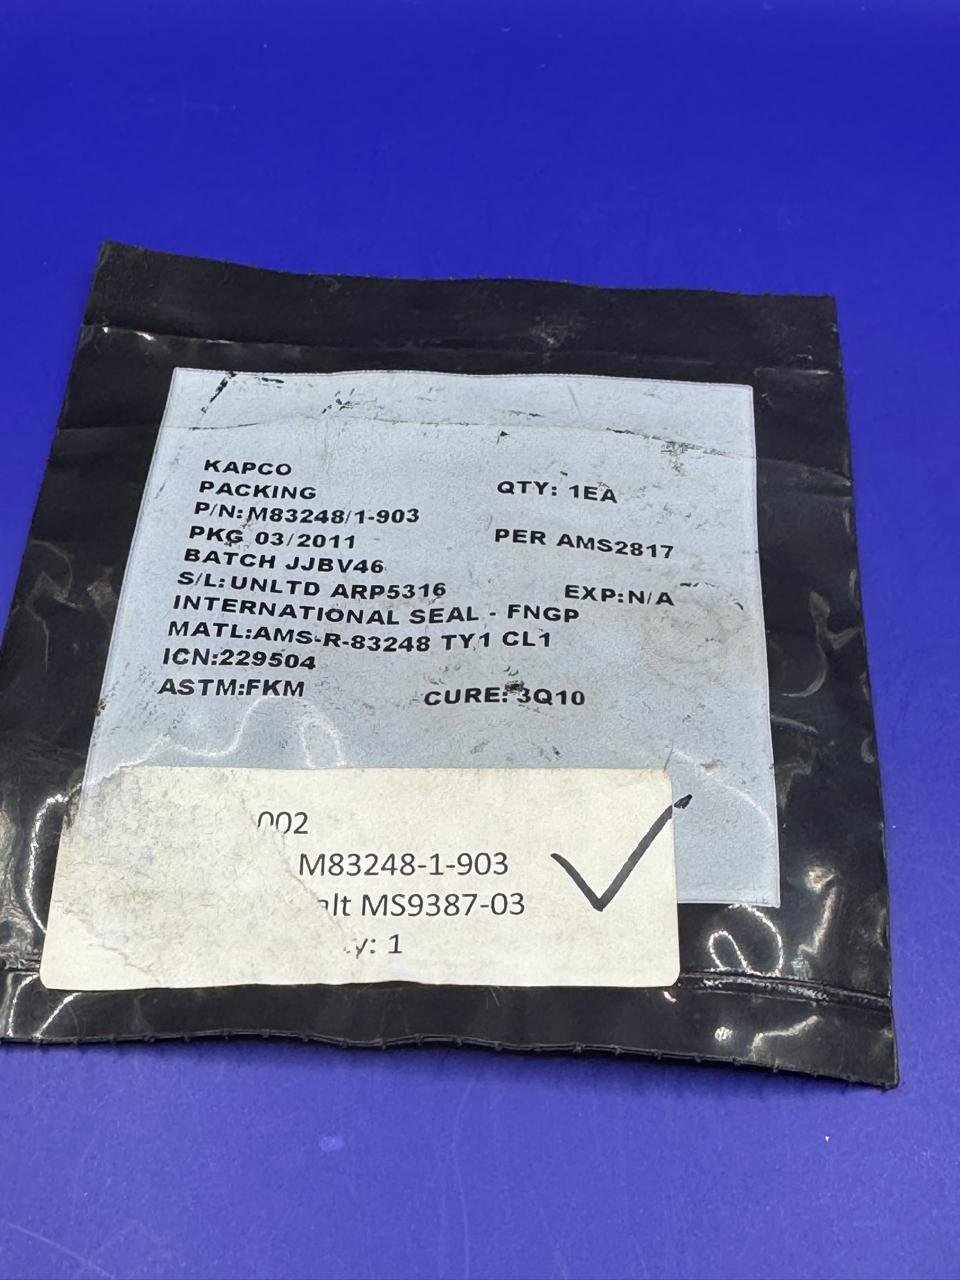 KAPCO
PACKING QTY: 1EA
P/N: M83248/1-903
PKG 03/2011 PER AMS2817
BATCH JJBV46
S/L: UNLTD ARP5316 EXP:N/A
INTERNATIONAL SEAL - FNGP
MATL:AMS-R-83248 TY1 CL1
ICN:229504
ASTM:FKM CURE: 3Q10
002
M83248-1-903
alt MS9387-03
y: 1